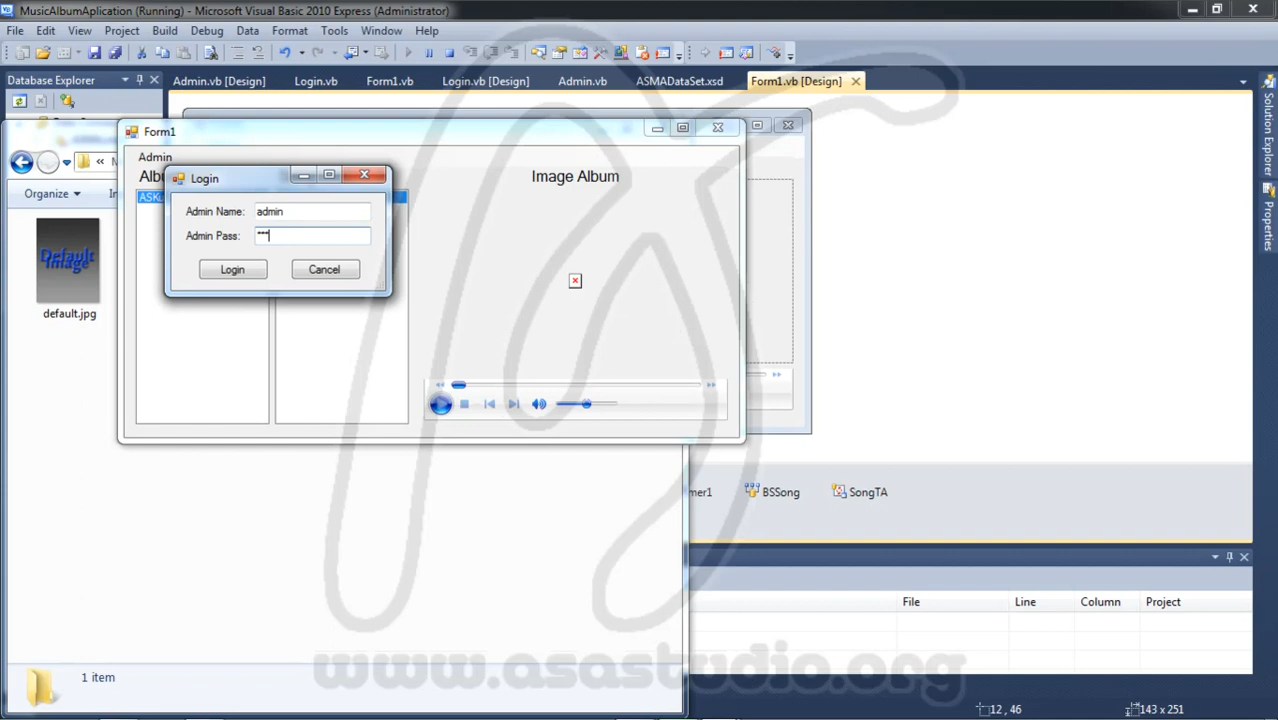 MusicAlbumAplication (Running) - Microsoft Visual Basic 2010 Express (Administrator)
File Edit View Project Build Debug Data Format Tools Window Help
Database Explorer
Admin.vb [Design] Login.vb Form1.vb Login.vb [Design] Admin.vb ASMADataSet.xsd Form1.vb [Design]
Solution Explorer
Properties
Form1
Admin
Image Album
Login
Admin Name: admin
Admin Pass: ***
Login Cancel
Organize
Default Image
default.jpg
BSSong SongTA
File Line Column Project
www.asastudio.org
1 item
12 , 46 143 x 251